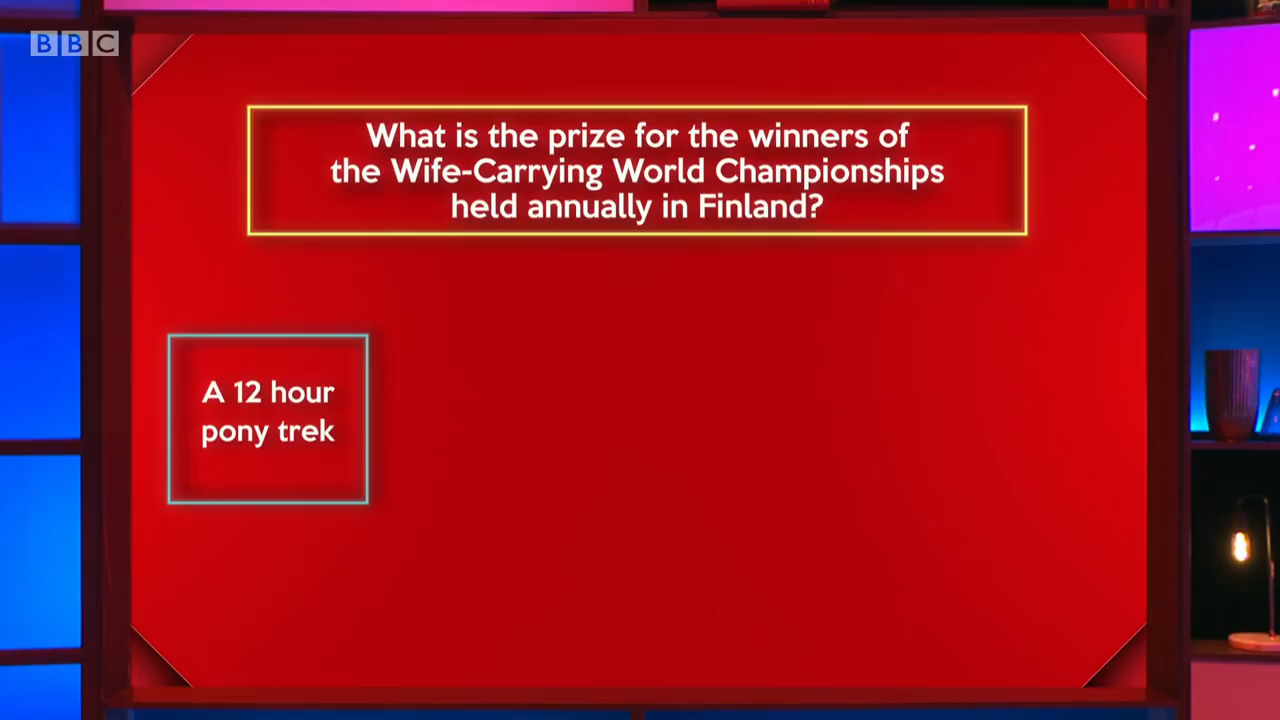 BBC
What is the prize for the winners of
the Wife-Carrying World Championships
held annually in Finland?
A 12 hour
pony trek